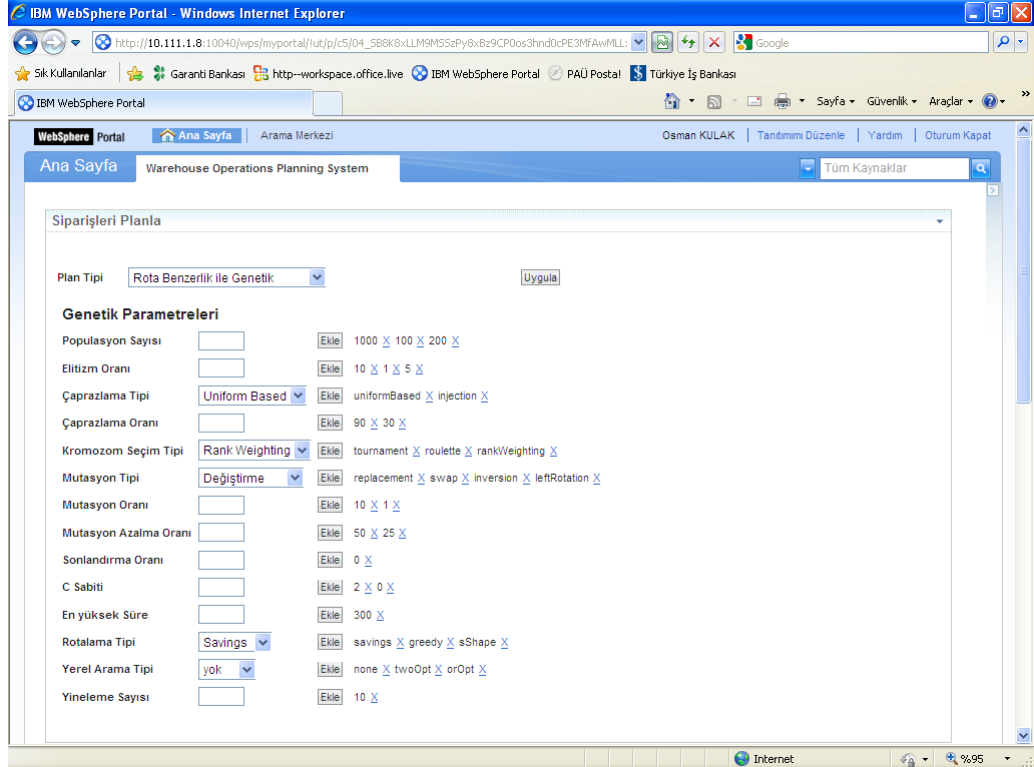 IBM WebSphere Portal - Windows Internet Explorer
http://10.111.1.8:10040/wps/myportal/!ut/p/c5/04_SB8K8xLLM9MSSzPy8xBz9CP0os3hnd0cPE3MfAwMLL: Google
Sık Kullanılanlar Garanti Bankası http--workspace.office.live IBM WebSphere Portal PAÜ Posta! Türkiye İş Bankası
IBM WebSphere Portal Sayfa Güvenlik Araçlar »
WebSphere Portal Ana Sayfa Arama Merkezi Osman KULAK Tanıtımımı Düzenle Yardım Oturum Kapat
Ana Sayfa Warehouse Operations Planning System Tüm Kaynaklar
Siparişleri Planla
Plan Tipi Rota Benzerlik ile Genetik Uygula
Genetik Parametreleri
Populasyon Sayısı Ekle 1000 X 100 X 200 X
Elitizm Oranı Ekle 10 X 1 X 5 X
Çaprazlama Tipi Uniform Based Ekle uniformBased X injection X
Çaprazlama Oranı Ekle 90 X 30 X
Kromozom Seçim Tipi Rank Weighting Ekle tournament X roulette X rankWeighting X
Mutasyon Tipi Değiştirme Ekle replacement X swap X inversion X leftRotation X
Mutasyon Oranı Ekle 10 X 1 X
Mutasyon Azalma Oranı Ekle 50 X 25 X
Sonlandırma Oranı Ekle 0 X
C Sabiti Ekle 2 X 0 X
En yüksek Süre Ekle 300 X
Rotalama Tipi Savings Ekle savings X greedy X sShape X
Yerel Arama Tipi yok Ekle none X twoOpt X orOpt X
Yineleme Sayısı Ekle 10 X
Internet %95